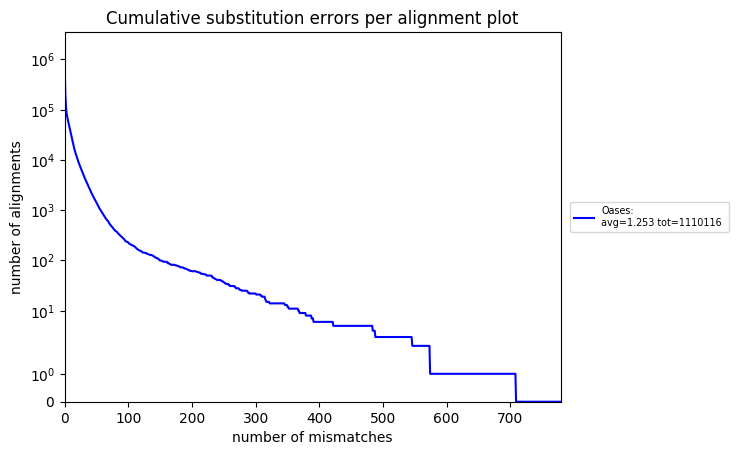 Cumulative substitution errors per alignment plot
number of alignments
10^6
10^5
10^4
10^3
10^2
10^1
10^0
0
0 100 200 300 400 500 600 700
number of mismatches
Oases:
avg=1.253 tot=1110116